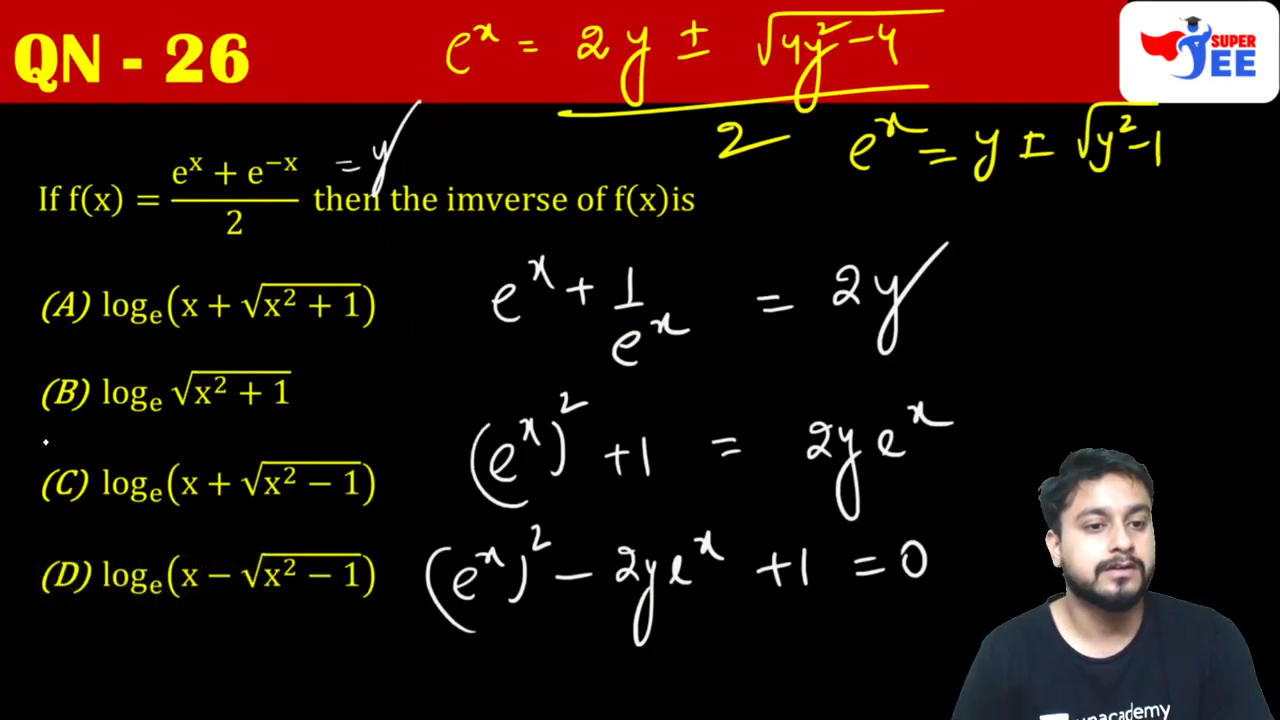 QN - 26
e^x = (2y ± √(4y² - 4)) / 2
e^x = y ± √(y² - 1)
SUPER
JEE
If f(x) = (e^x + e^−x) / 2 then the imverse of f(x)is
= y
(A) log_e(x + √(x² + 1))
(B) log_e √(x² + 1)
(C) log_e(x + √(x² − 1))
(D) log_e(x − √(x² − 1))
e^x + 1/e^x = 2y
(e^x)² + 1 = 2ye^x
(e^x)² - 2ye^x + 1 = 0